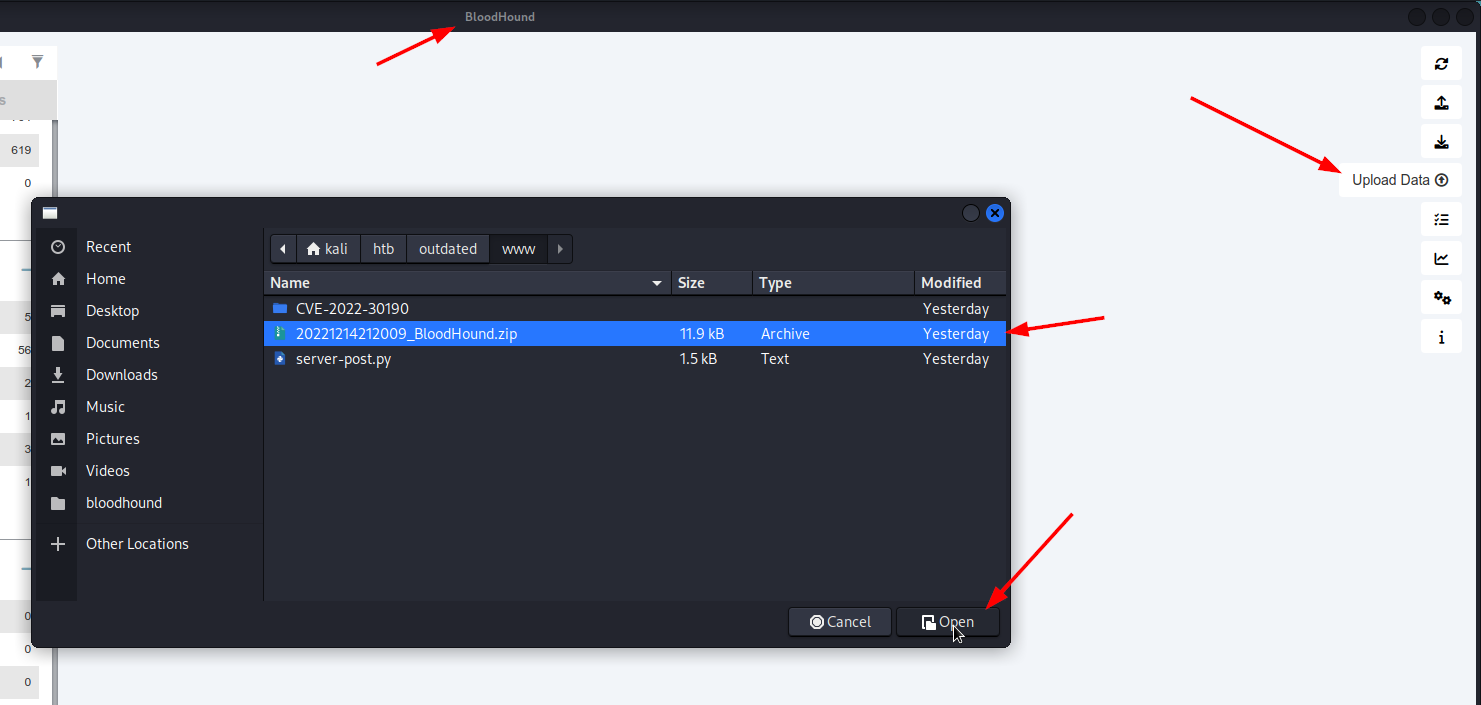 BloodHound
s
619
0
5
56
2
1
3
1
0
0
0
Upload Data
kali htb outdated www
Recent
Home
Desktop
Documents
Downloads
Music
Pictures
Videos
bloodhound
Other Locations
Name Size Type Modified
CVE-2022-30190 Yesterday
20221214212009_BloodHound.zip 11.9 kB Archive Yesterday
server-post.py 1.5 kB Text Yesterday
Cancel Open